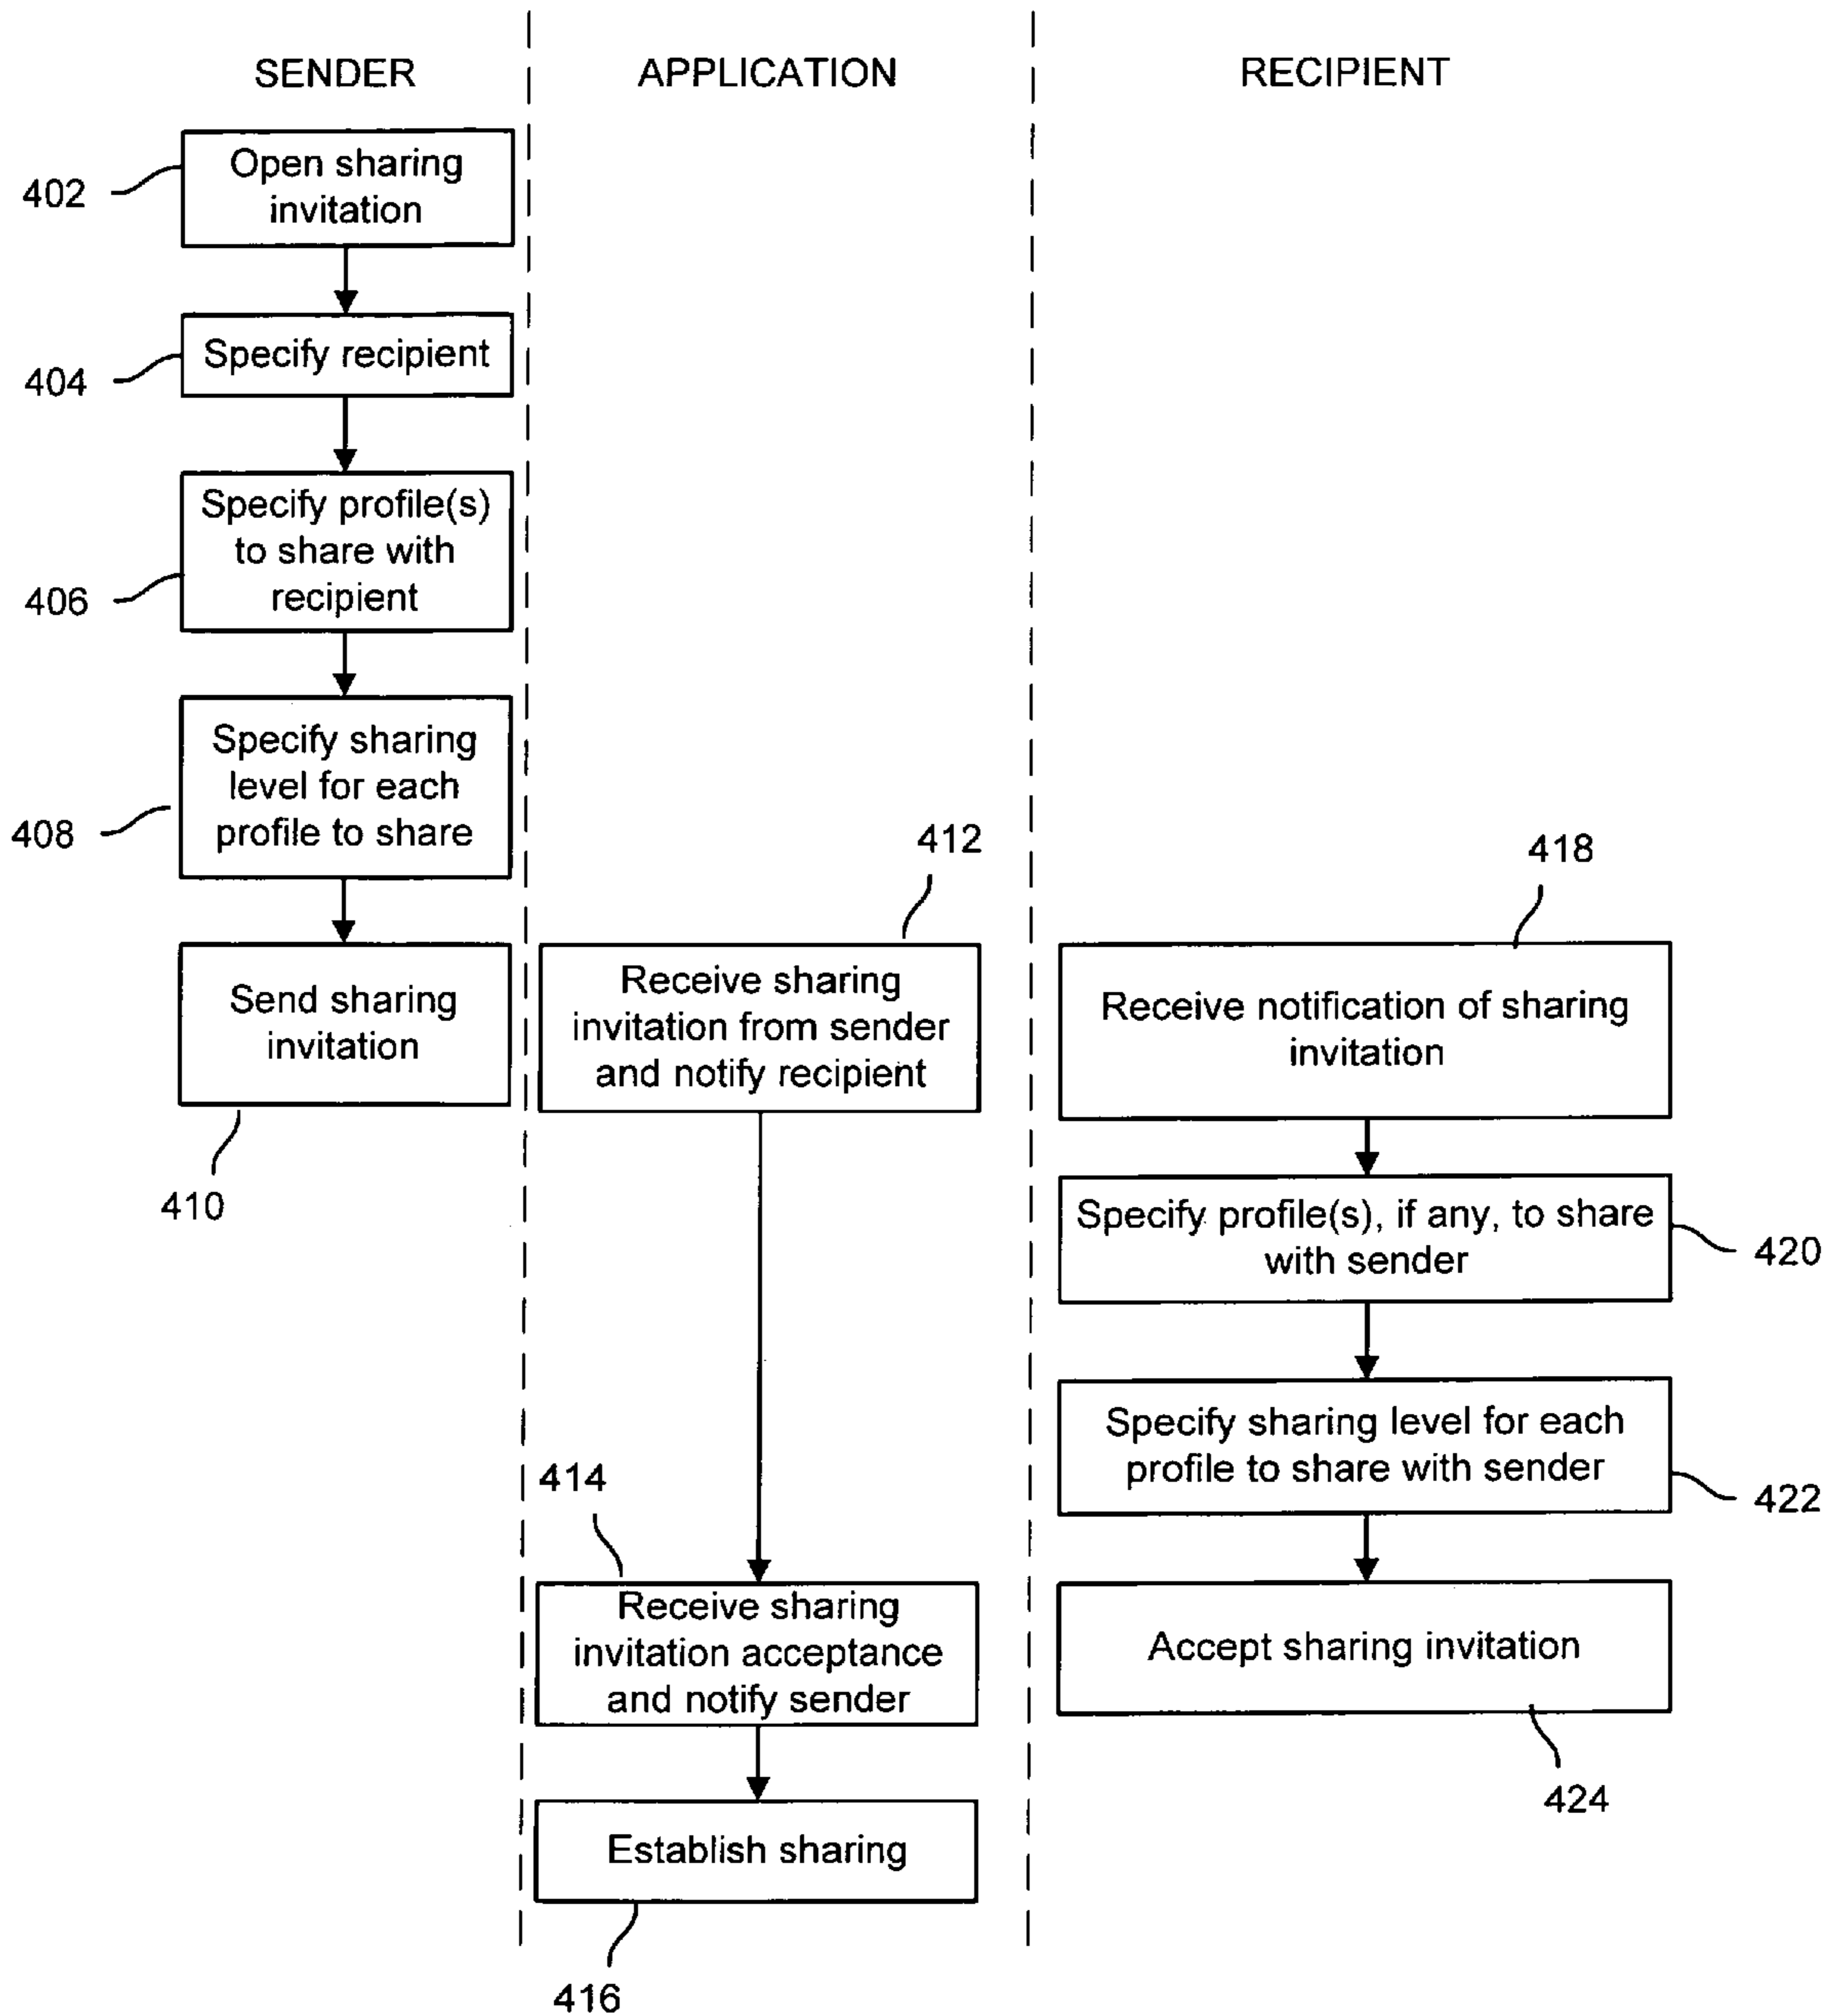 SENDER
APPLICATION
RECIPIENT
402
Open sharing
invitation
404
Specify recipient
406
Specify profile(s)
to share with
recipient
408
Specify sharing
level for each
profile to share
410
Send sharing
invitation
412
Receive sharing
invitation from sender
and notify recipient
414
Receive sharing
invitation acceptance
and notify sender
416
Establish sharing
418
Receive notification of sharing
invitation
420
Specify profile(s), if any, to share
with sender
422
Specify sharing level for each
profile to share with sender
424
Accept sharing invitation